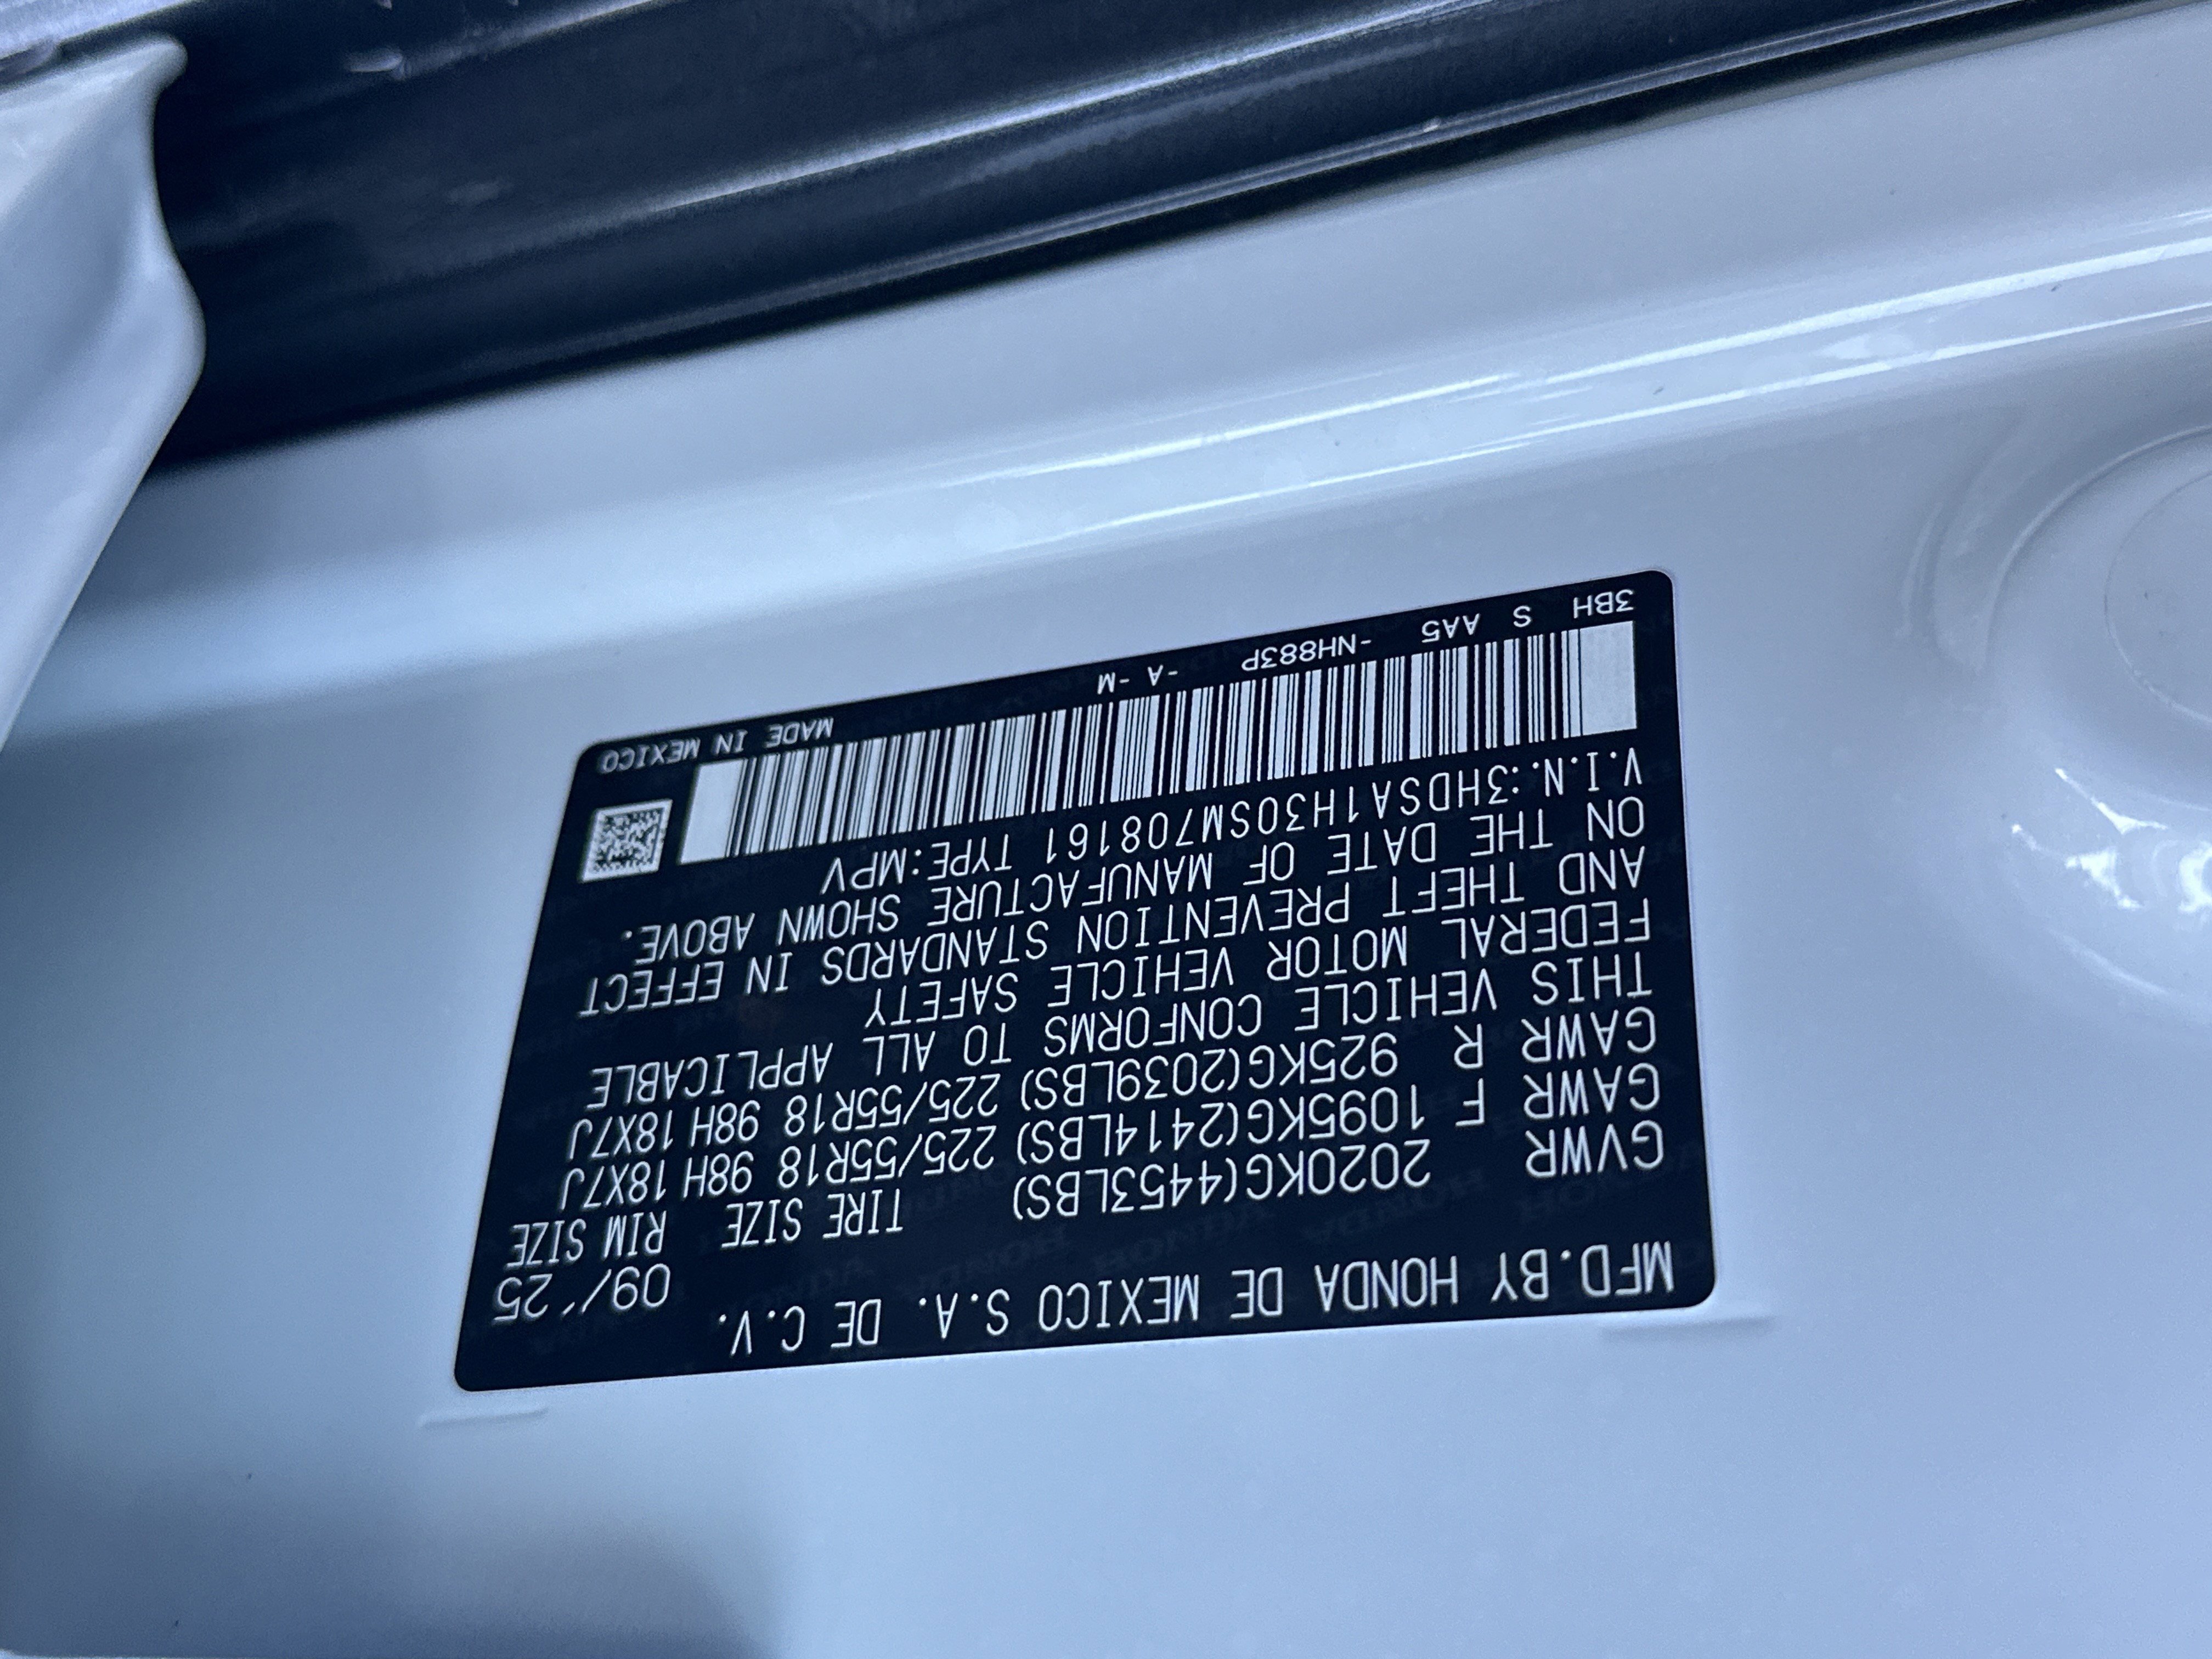 MFD.BY HONDA DE MEXICO S.A. DE C.V. 09/'25
TIRE SIZE RIM SIZE
GVWR 2020KG(4453LBS)
GAWR F 1095KG(2414LBS) 225/55R18 98H 18X7J
GAWR R 925KG(2039LBS) 225/55R18 98H 18X7J
THIS VEHICLE CONFORMS TO ALL APPLICABLE
FEDERAL MOTOR VEHICLE SAFETY
AND THEFT PREVENTION STANDARDS IN EFFECT
ON THE DATE OF MANUFACTURE SHOWN ABOVE.
V.I.N.:3HDSA1H30SM708161 TYPE:MPV
3BH S AA5 -NH883P -A -M MADE IN MEXICO